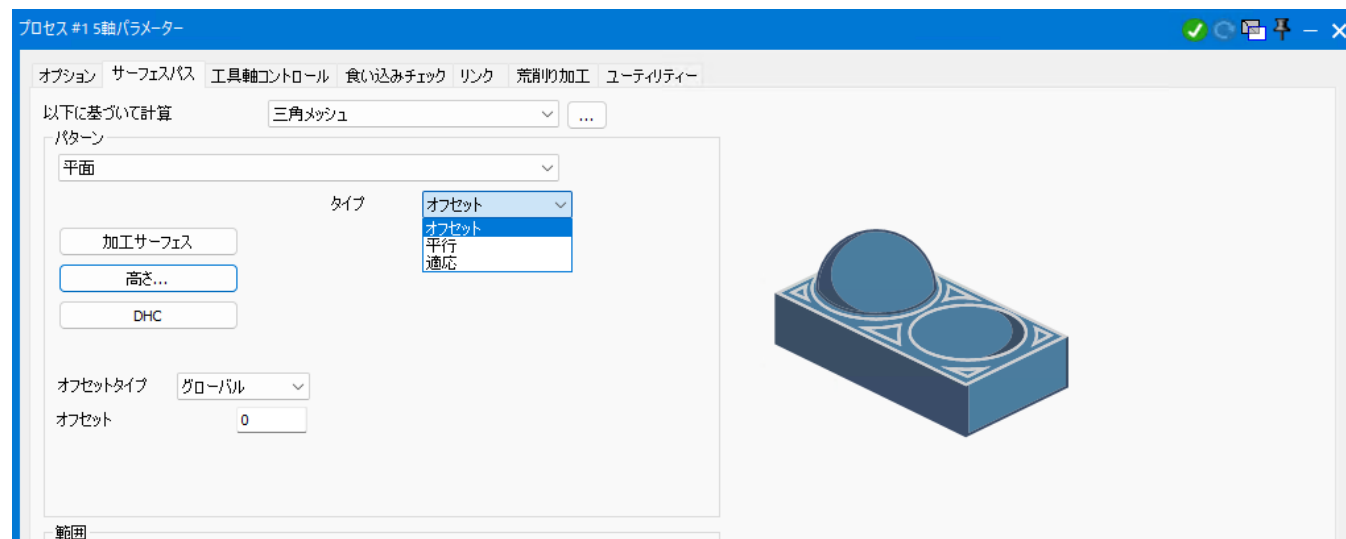 プロセス #1 5軸パラメーター
オプション サーフェスパス 工具軸コントロール 食い込みチェック リンク 荒削り加工 ユーティリティー
以下に基づいて計算 三角メッシュ ...
パターン
平面
タイプ オフセット
オフセット
平行
適応
加工サーフェス
高さ...
DHC
オフセットタイプ グローバル
オフセット 0
範囲